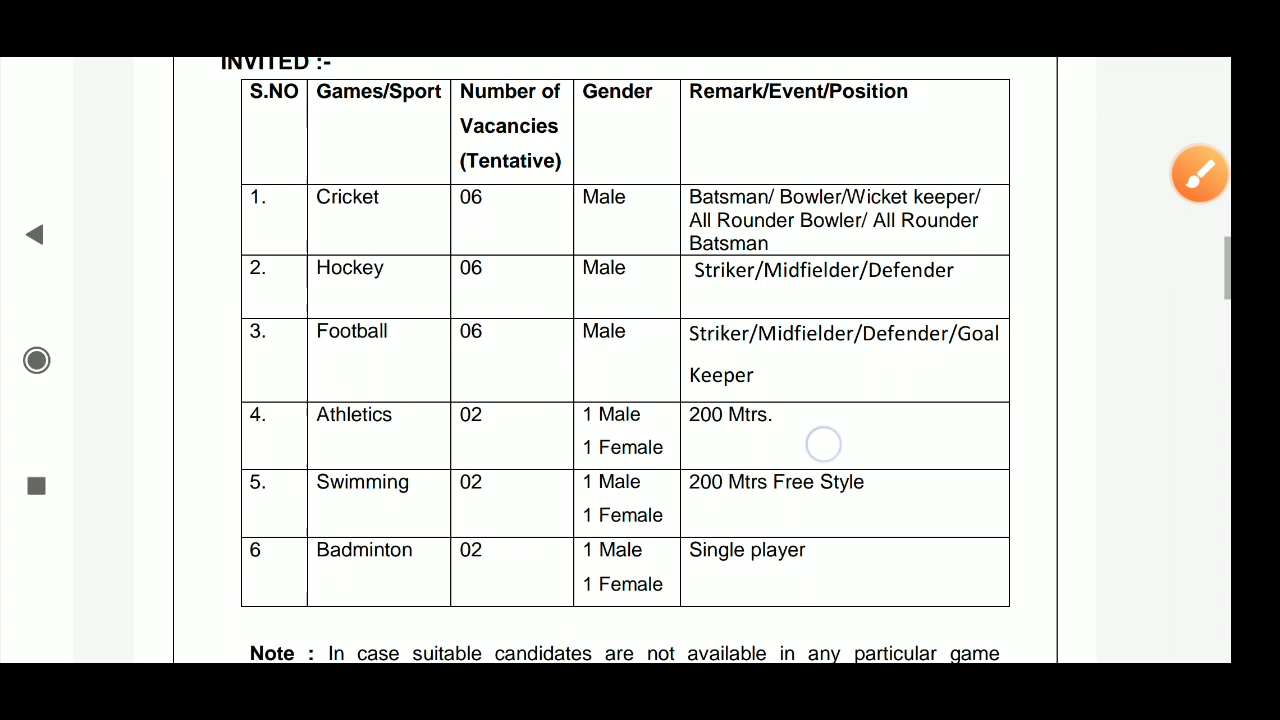 INVITED :-
S.NO Games/Sport Number of Vacancies (Tentative) Gender Remark/Event/Position
1. Cricket 06 Male Batsman/ Bowler/Wicket keeper/
All Rounder Bowler/ All Rounder
Batsman
2. Hockey 06 Male Striker/Midfielder/Defender
3. Football 06 Male Striker/Midfielder/Defender/Goal
Keeper
4. Athletics 02 1 Male 200 Mtrs.
1 Female
5. Swimming 02 1 Male 200 Mtrs Free Style
1 Female
6 Badminton 02 1 Male Single player
1 Female
Note : In case suitable candidates are not available in any particular game